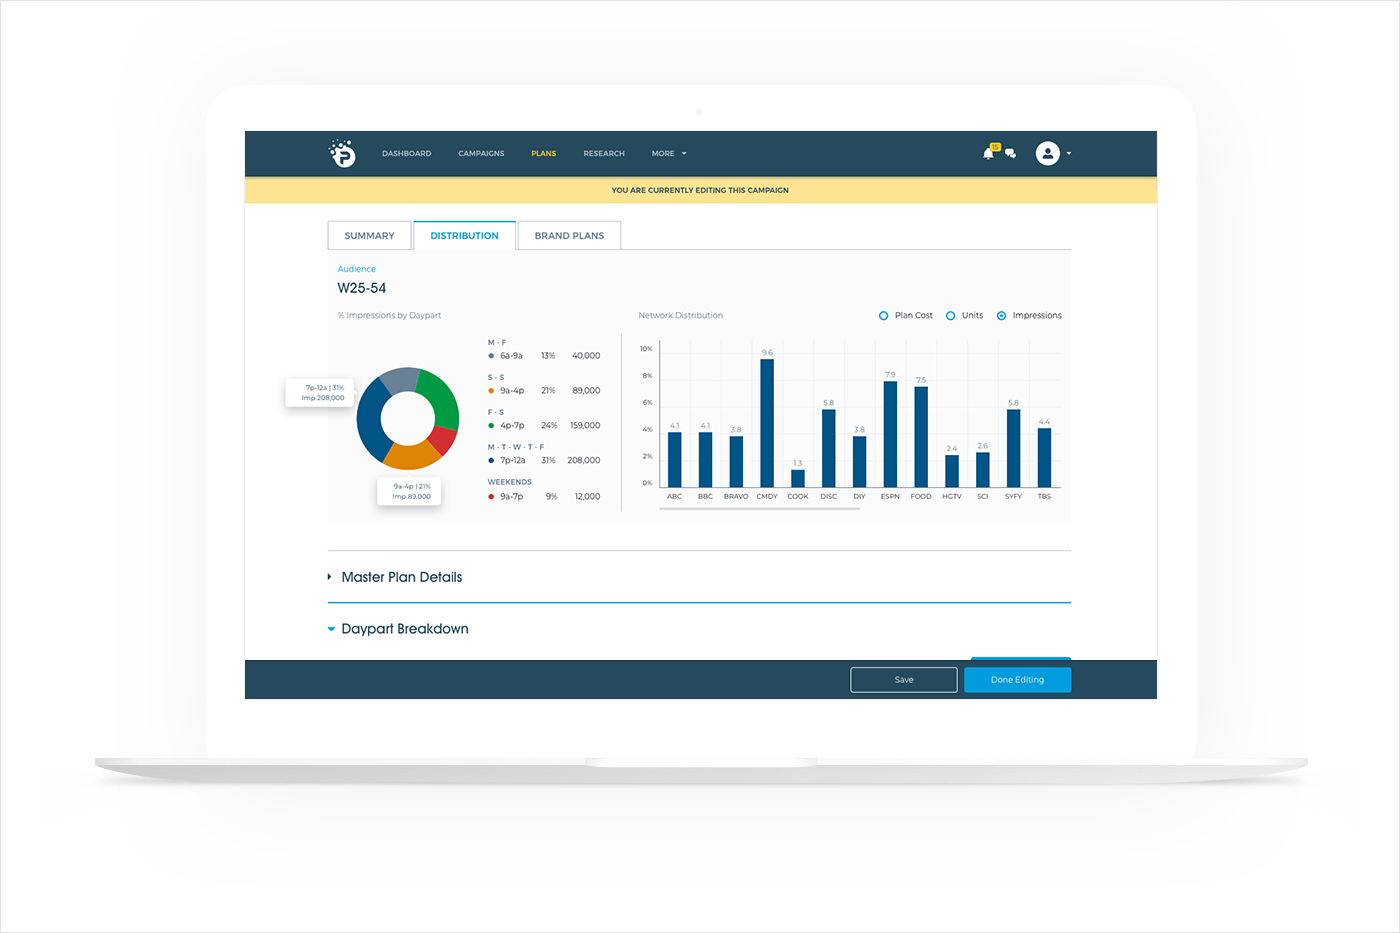 DASHBOARD CAMPAIGNS PLANS RESEARCH MORE 15
YOU ARE CURRENTLY EDITING THIS CAMPAIGN
SUMMARY DISTRIBUTION BRAND PLANS
Audience
W25-54
% Impressions by Daypart
7p-12a | 31%
Imp 208,000
9a-4p | 21%
Imp 89,000
M - F
6a-9a 13% 40,000
S - S
9a-4p 21% 89,000
F - S
4p-7p 24% 159,000
M - T - W - T - F
7p-12a 31% 208,000
WEEKENDS
9a-7p 9% 12,000
Network Distribution
Plan Cost Units Impressions
10%
8%
6%
4%
2%
0%
4.1 4.1 3.8 9.6 1.3 5.8 3.8 7.9 7.5 2.4 2.6 5.8 4.4
ABC BBC BRAVO CMDY COOK DISC DIY ESPN FOOD HGTV SCI SYFY TBS
Master Plan Details
Daypart Breakdown
Save Done Editing